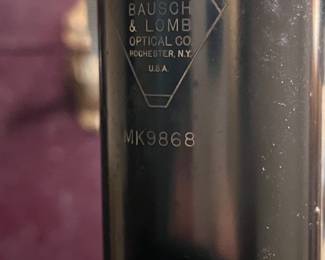 BAUSCH
& LOMB
OPTICAL CO.
ROCHESTER, N.Y.
U.S.A.
MK9868